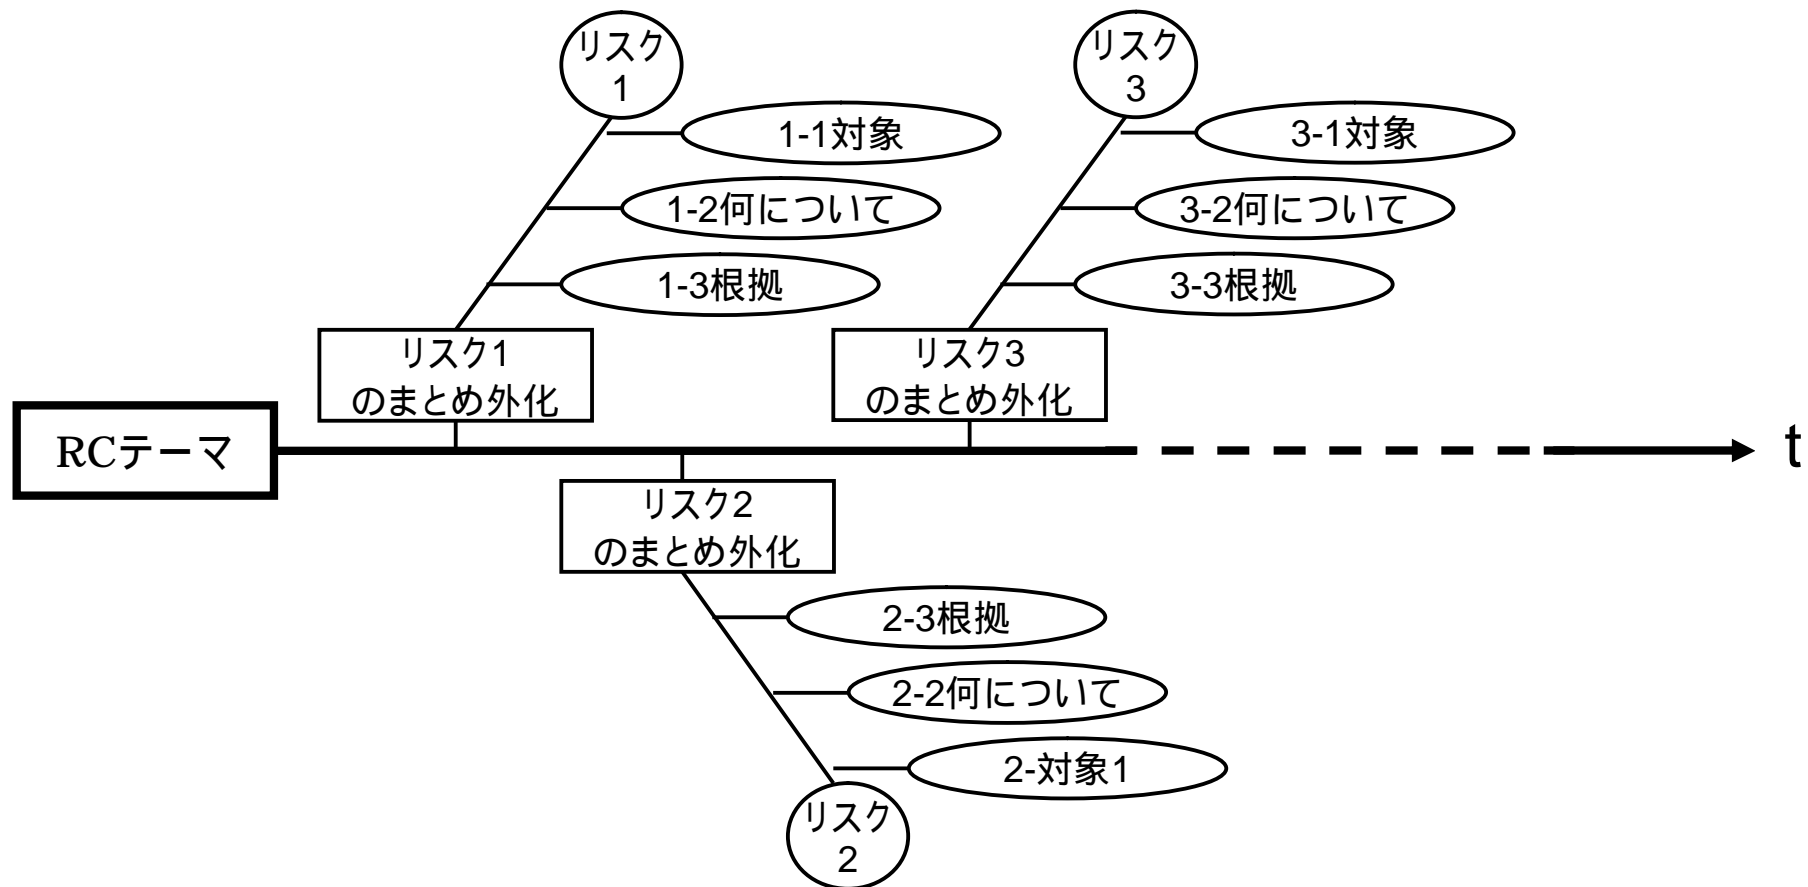 リスク
1
リスク
3
1-1対象
3-1対象
1-2何について
3-2何について
1-3根拠
3-3根拠
リスク1
のまとめ外化
リスク3
のまとめ外化
RCテーマ
t
リスク2
のまとめ外化
2-3根拠
2-2何について
2-対象1
リスク
2